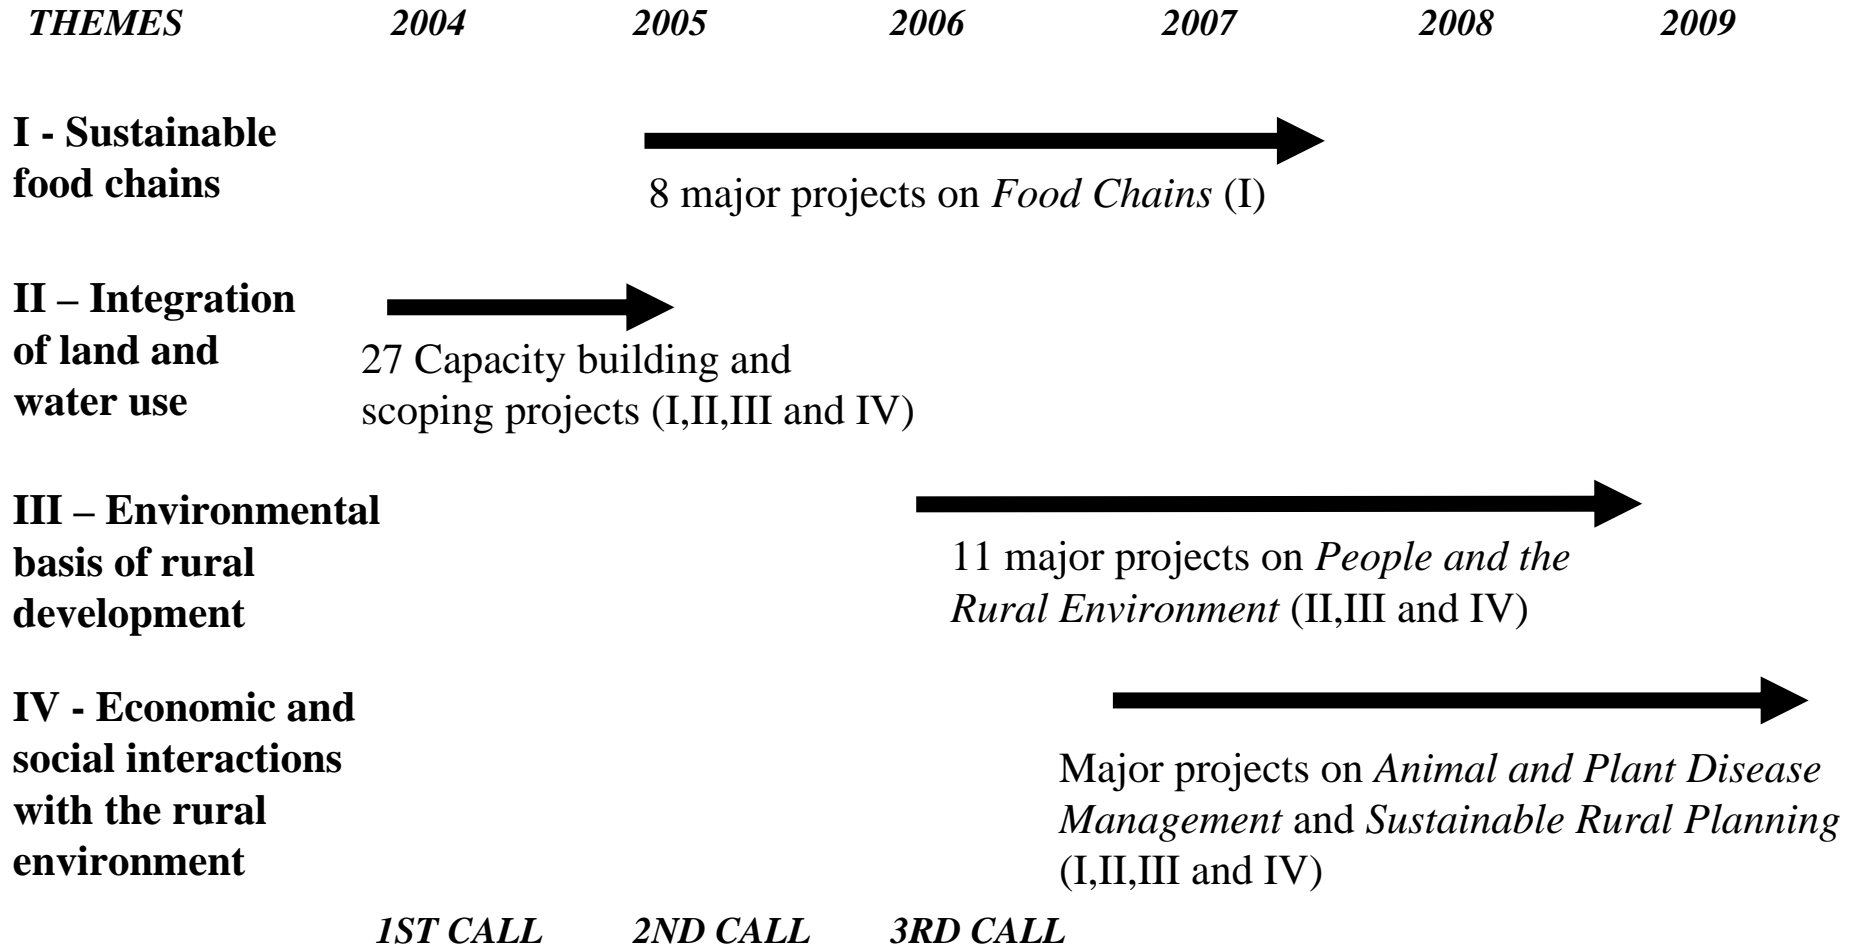 THEMES 2004 2005 2006 2007 2008 2009
I - Sustainable
food chains
8 major projects on Food Chains (I)
II – Integration
of land and
water use
27 Capacity building and
scoping projects (I,II,III and IV)
III – Environmental
basis of rural
development
11 major projects on People and the
Rural Environment (II,III and IV)
IV - Economic and
social interactions
with the rural
environment
Major projects on Animal and Plant Disease
Management and Sustainable Rural Planning
(I,II,III and IV)
1ST CALL 2ND CALL 3RD CALL